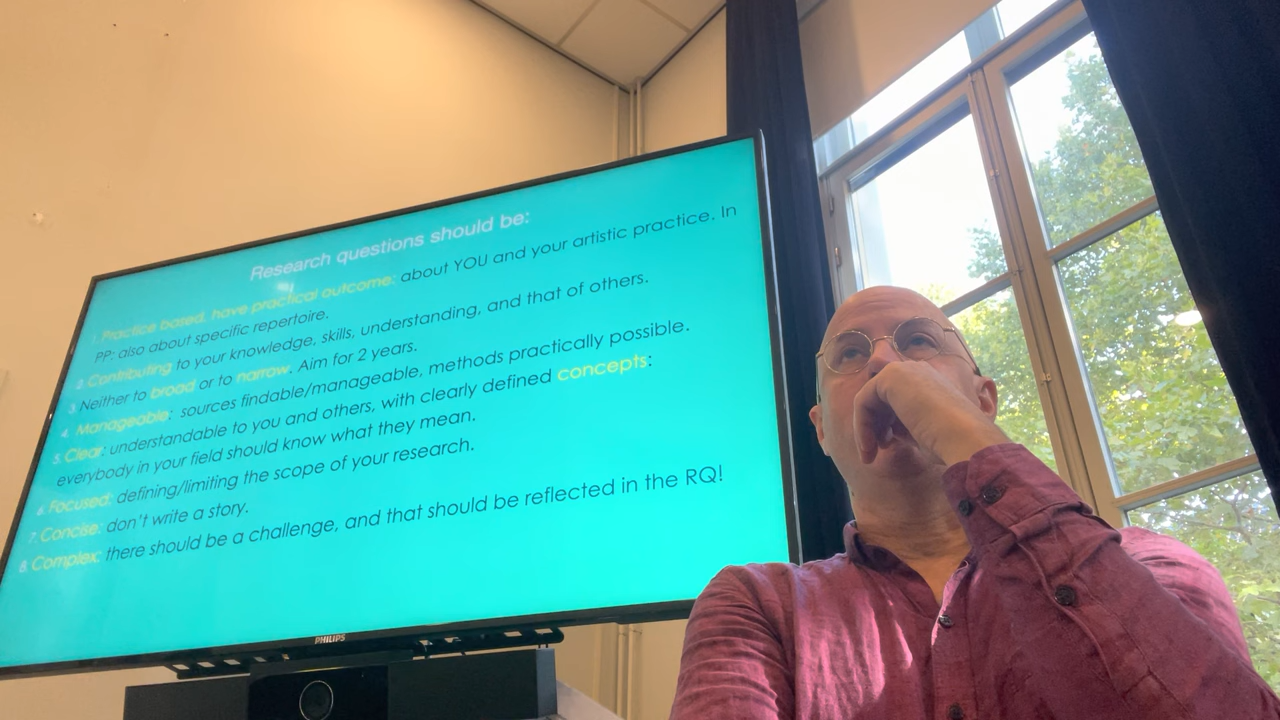 Research questions should be:
1. Practice based, have practical outcome: about YOU and your artistic practice. In
PP: also about specific repertoire.
2. Contributing to your knowledge, skills, understanding, and that of others.
3. Neither to broad or to narrow. Aim for 2 years.
4. Manageable: sources findable/manageable, methods practically possible.
5. Clear: understandable to you and others, with clearly defined concepts:
everybody in your field should know what they mean.
6. Focused: defining/limiting the scope of your research.
7. Concise: don't write a story.
8. Complex: there should be a challenge, and that should be reflected in the RQ!
PHILIPS